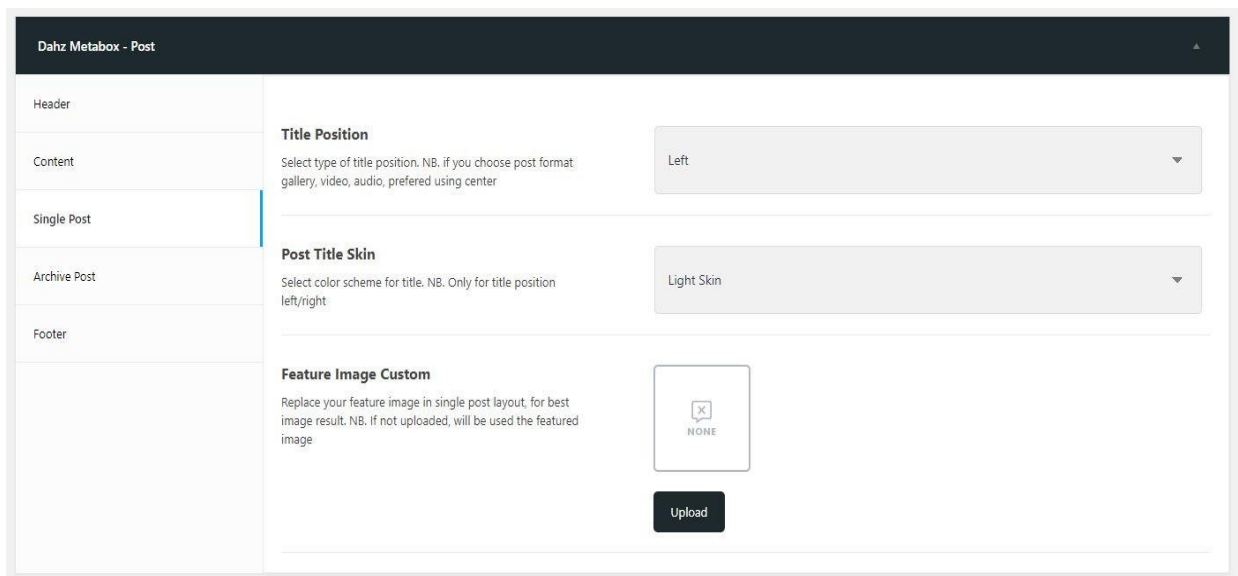 Dahz Metabox - Post
Header
Content
Single Post
Archive Post
Footer
Title Position
Select type of title position. NB. if you choose post format
gallery, video, audio, prefered using center
Left
Post Title Skin
Select color scheme for title. NB. Only for title position
left/right
Light Skin
Feature Image Custom
Replace your feature image in single post layout, for best
image result. NB. If not uploaded, will be used the featured
image
NONE
Upload